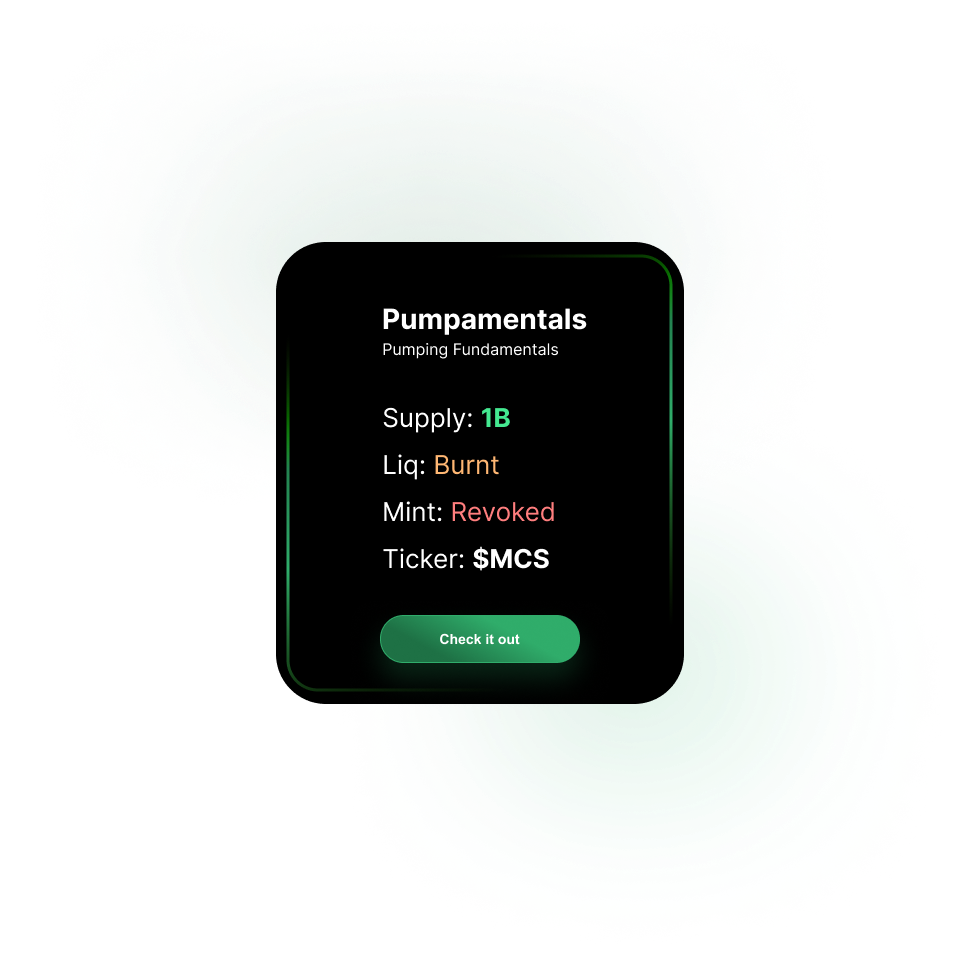 Pumpamentals
Pumping Fundamentals
Supply: 1B
Liq: Burnt
Mint: Revoked
Ticker: $MCS
Check it out